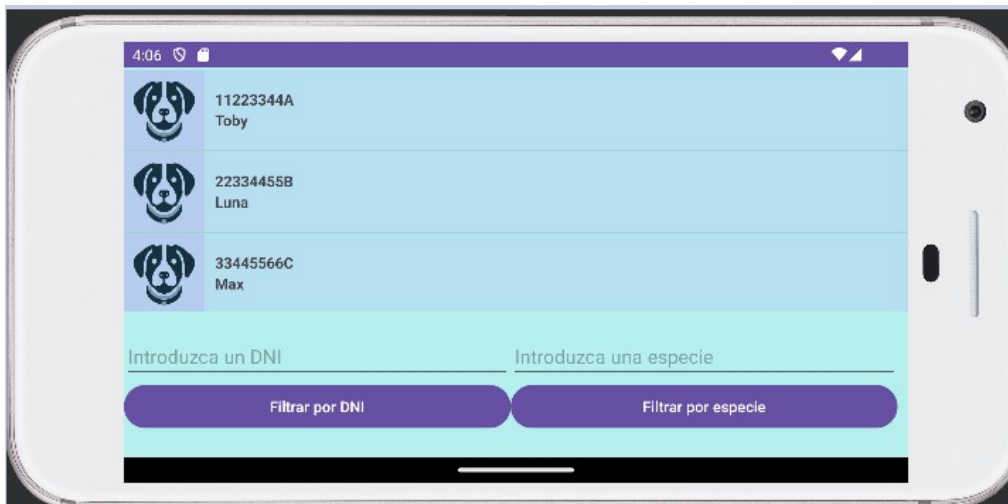 4:06
11223344A
Toby
22334455B
Luna
33445566C
Max
Introduzca un DNI
Introduzca una especie
Filtrar por DNI
Filtrar por especie